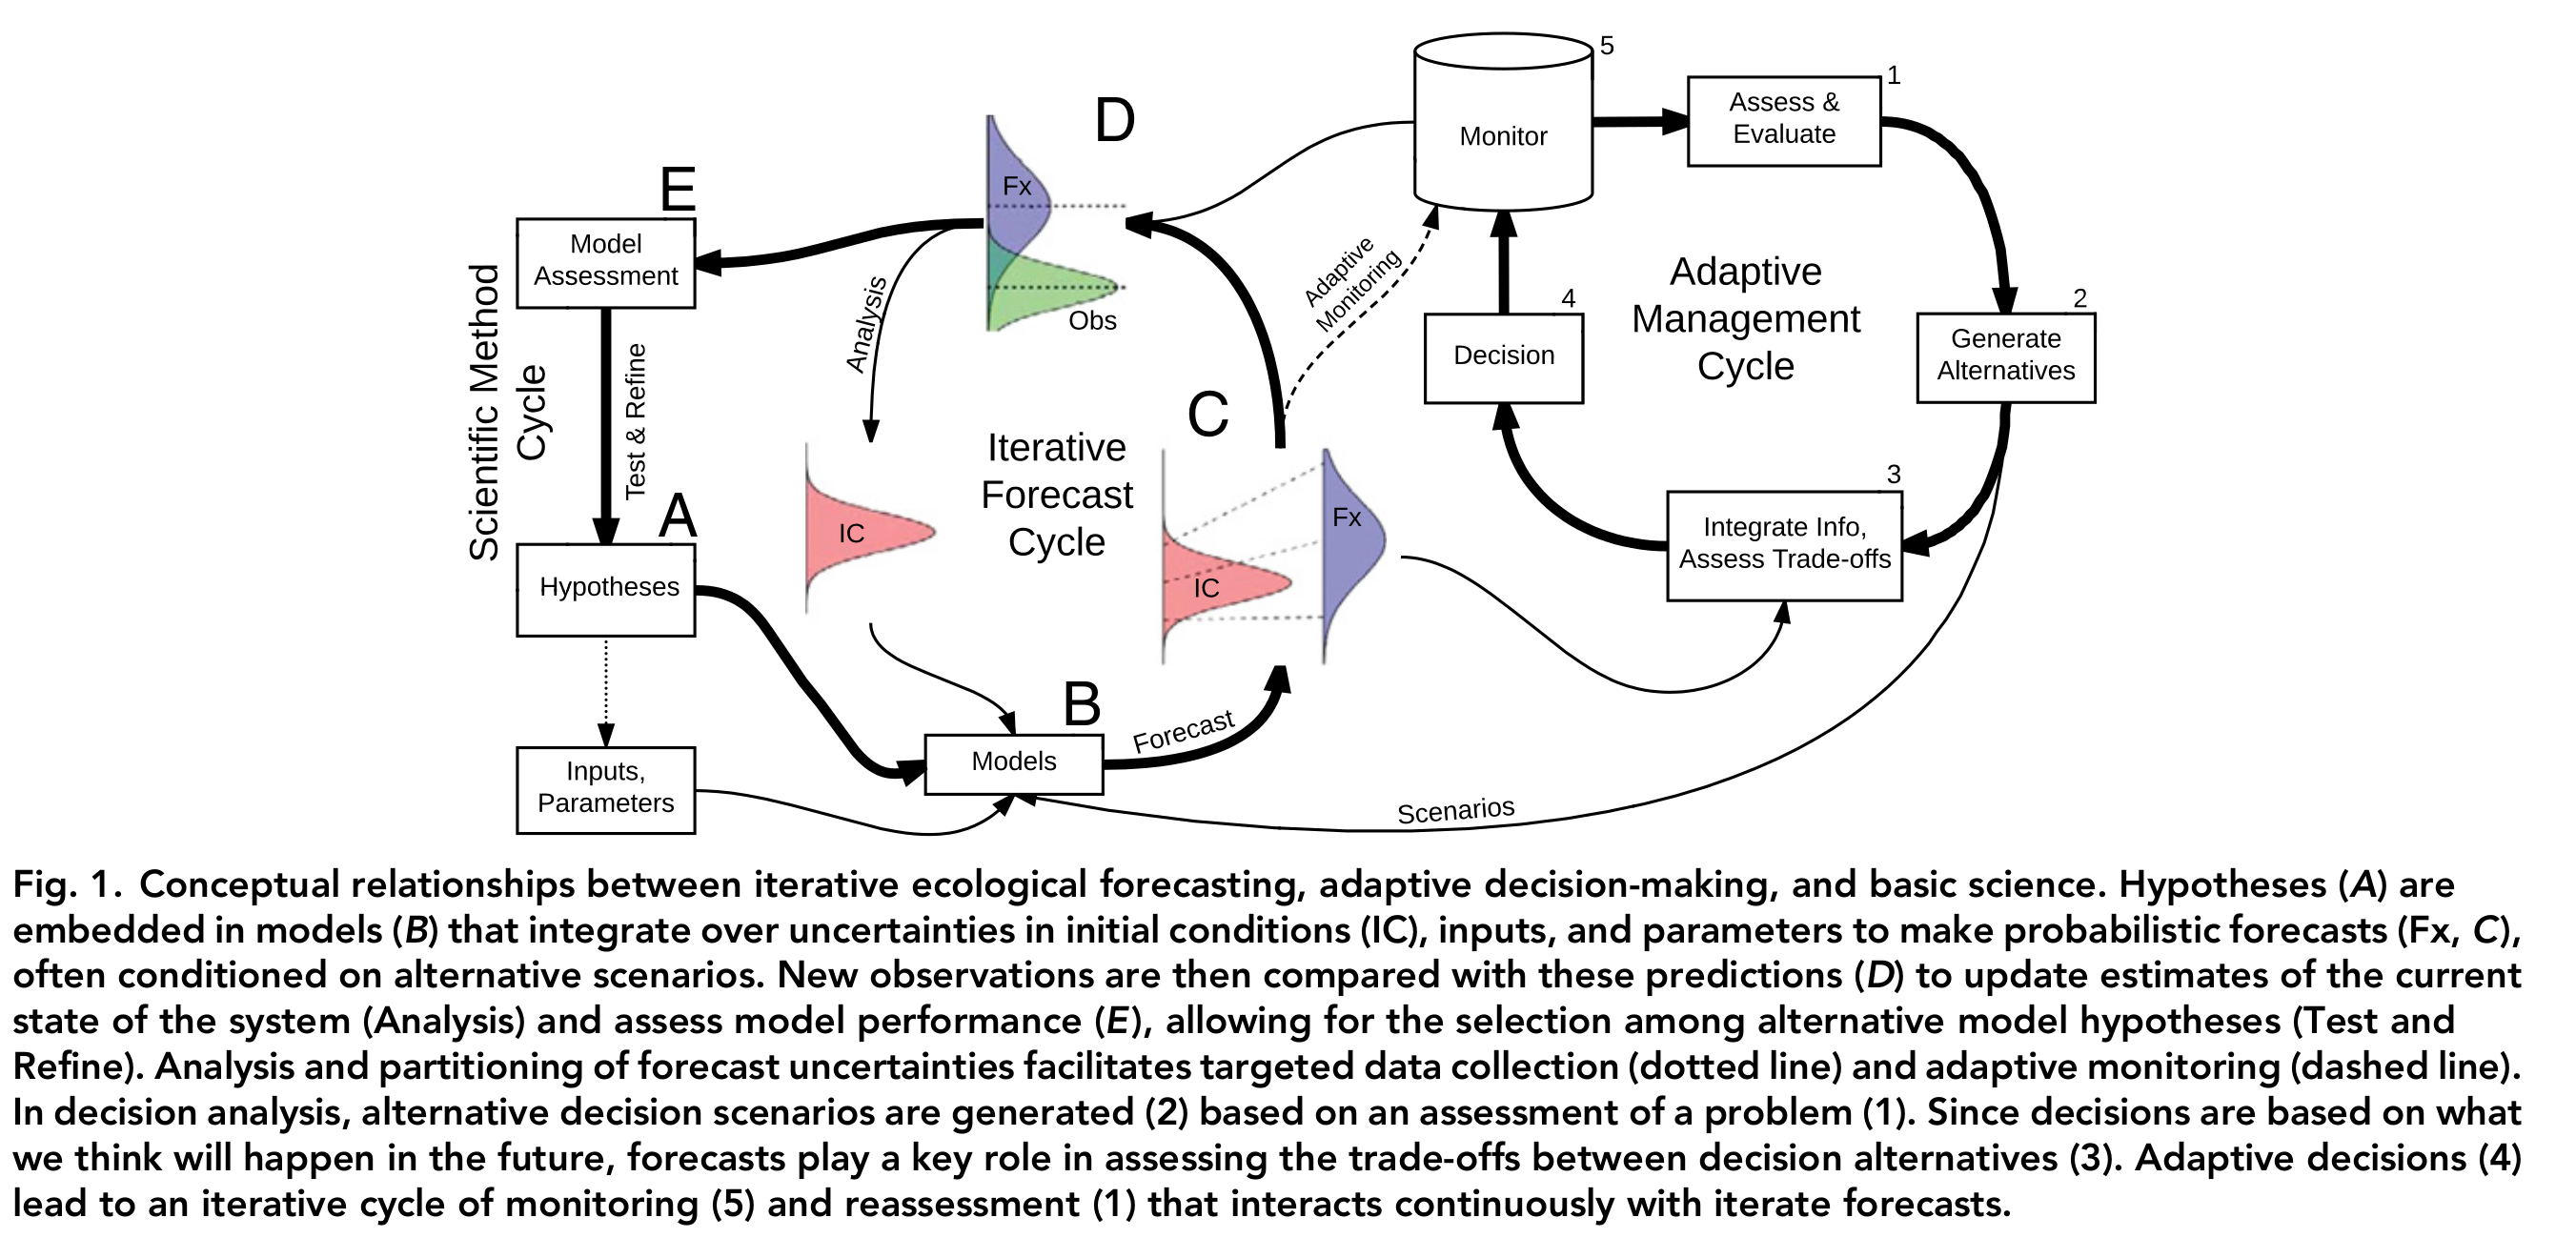 5
Monitor
1
Assess &
Evaluate
D
Fx
Obs
E
Model
Assessment
Scientific Method
Cycle
Test & Refine
Analysis
Adaptive
Monitoring
4
Decision
Adaptive
Management
Cycle
2
Generate
Alternatives
C
Iterative
Forecast
Cycle
3
Integrate Info,
Assess Trade-offs
A
Hypotheses
IC
IC
Fx
B
Models
Forecast
Inputs,
Parameters
Scenarios
Fig. 1. Conceptual relationships between iterative ecological forecasting, adaptive decision-making, and basic science. Hypotheses (A) are
embedded in models (B) that integrate over uncertainties in initial conditions (IC), inputs, and parameters to make probabilistic forecasts (Fx, C),
often conditioned on alternative scenarios. New observations are then compared with these predictions (D) to update estimates of the current
state of the system (Analysis) and assess model performance (E), allowing for the selection among alternative model hypotheses (Test and
Refine). Analysis and partitioning of forecast uncertainties facilitates targeted data collection (dotted line) and adaptive monitoring (dashed line).
In decision analysis, alternative decision scenarios are generated (2) based on an assessment of a problem (1). Since decisions are based on what
we think will happen in the future, forecasts play a key role in assessing the trade-offs between decision alternatives (3). Adaptive decisions (4)
lead to an iterative cycle of monitoring (5) and reassessment (1) that interacts continuously with iterate forecasts.